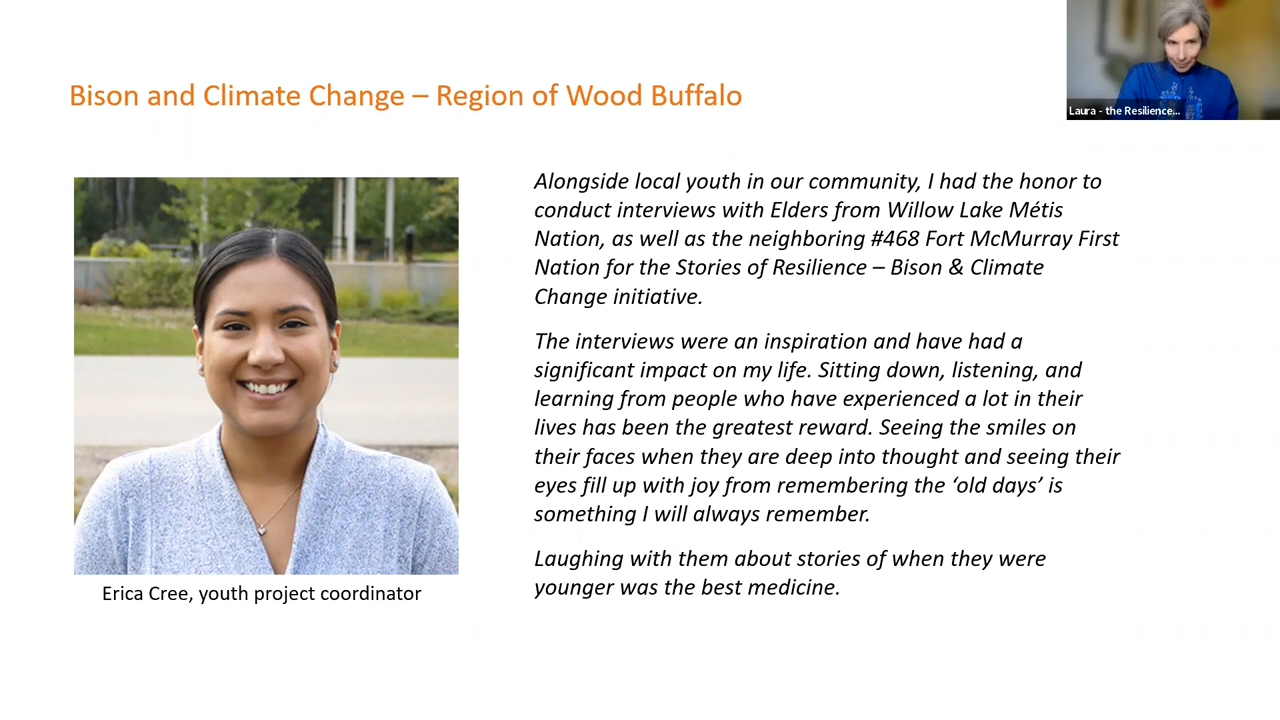 Bison and Climate Change – Region of Wood Buffalo
Laura - the Resilience...
Alongside local youth in our community, I had the honor to
conduct interviews with Elders from Willow Lake Métis
Nation, as well as the neighboring #468 Fort McMurray First
Nation for the Stories of Resilience – Bison & Climate
Change initiative.
The interviews were an inspiration and have had a
significant impact on my life. Sitting down, listening, and
learning from people who have experienced a lot in their
lives has been the greatest reward. Seeing the smiles on
their faces when they are deep into thought and seeing their
eyes fill up with joy from remembering the ‘old days’ is
something I will always remember.
Laughing with them about stories of when they were
younger was the best medicine.
Erica Cree, youth project coordinator